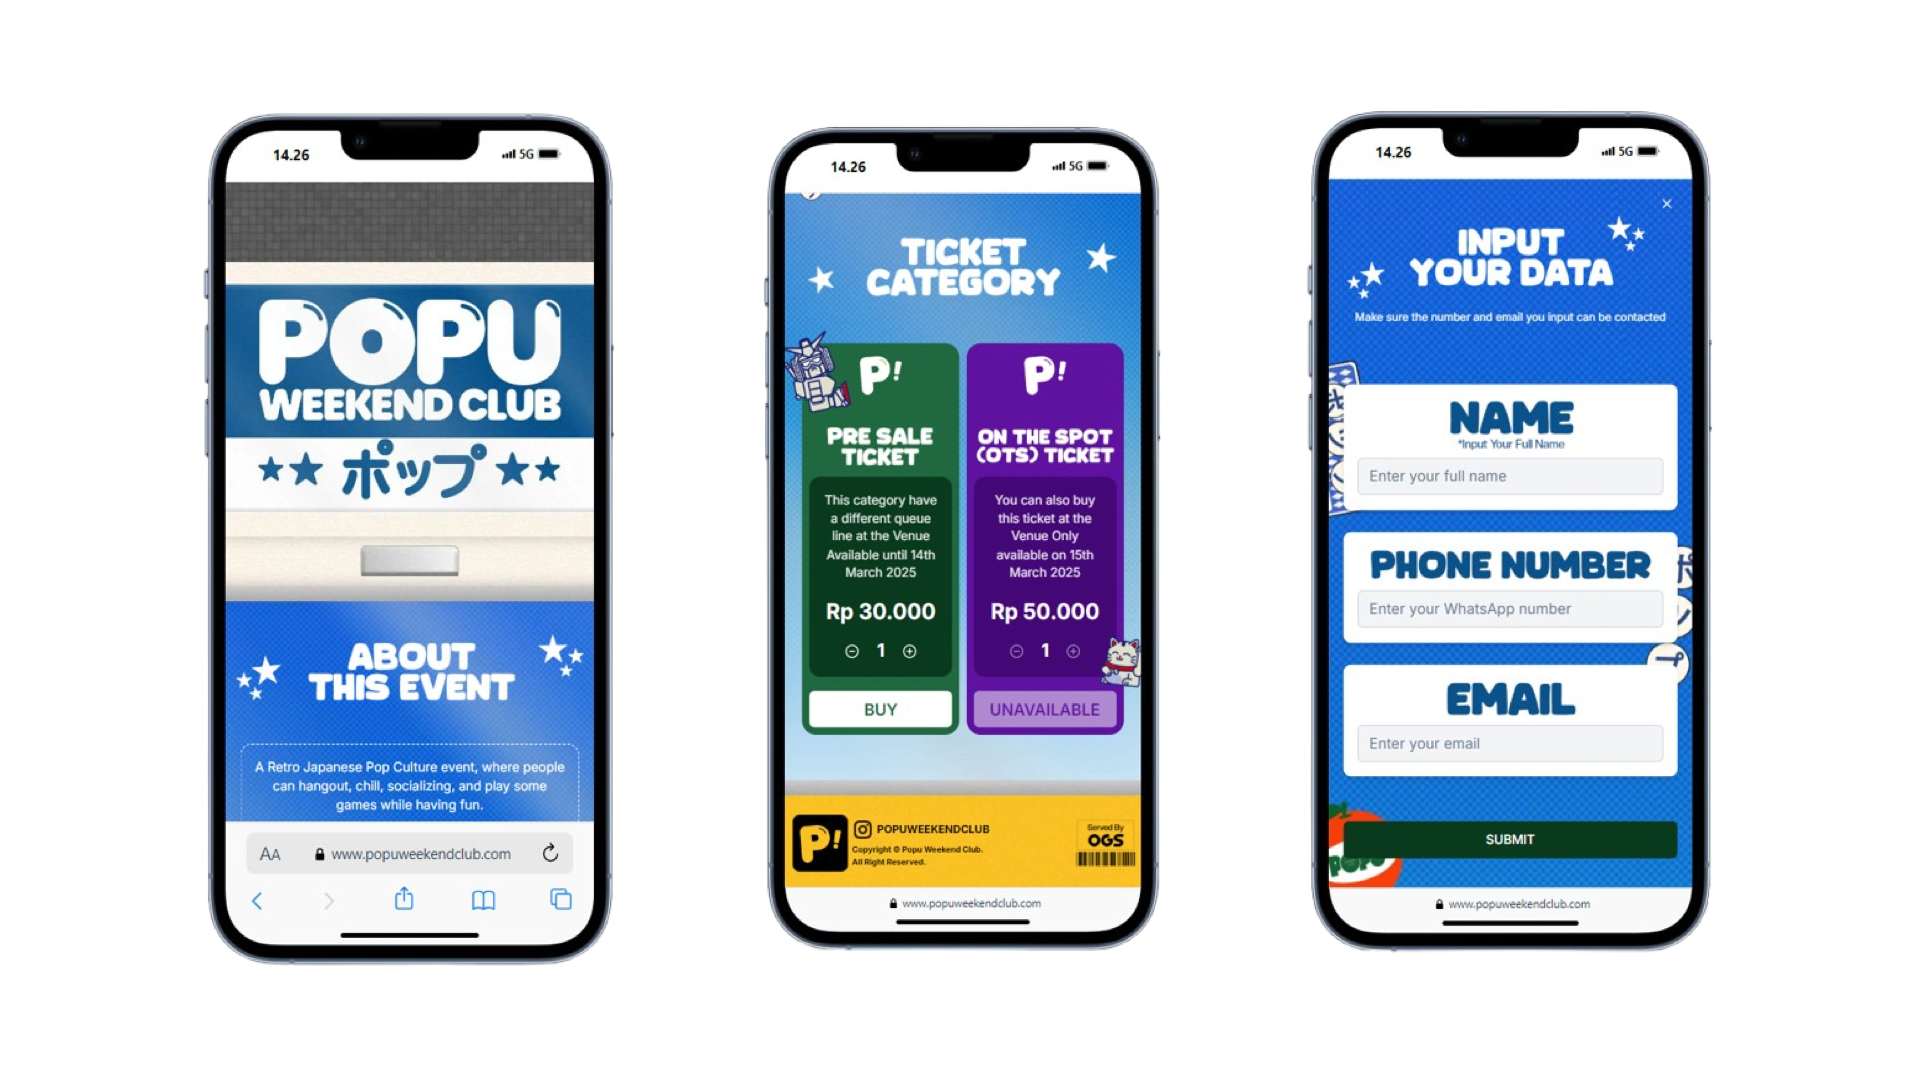 14.26
5G
POPU
WEEKEND CLUB
ポップ
ABOUT
THIS EVENT
A Retro Japanese Pop Culture event, where people
can hangout, chill, socializing, and play some
games while having fun.
AA
www.popuweekendclub.com
14.26
5G
TICKET
CATEGORY
P!
PRE SALE
TICKET
This category have
a different queue
line at the Venue
Available until 14th
March 2025
Rp 30.000
1
BUY
P!
ON THE SPOT
(OTS) TICKET
You can also buy
this ticket at the
Venue Only
available on 15th
March 2025
Rp 50.000
1
UNAVAILABLE
P!
POPUWEEKENDCLUB
Copyright © Popu Weekend Club.
All Right Reserved.
Served By
OGS
www.popuweekendclub.com
14.26
5G
INPUT
YOUR DATA
Make sure the number and email you input can be contacted
NAME
*Input Your Full Name
Enter your full name
PHONE NUMBER
Enter your WhatsApp number
EMAIL
Enter your email
SUBMIT
POPU
www.popuweekendclub.com